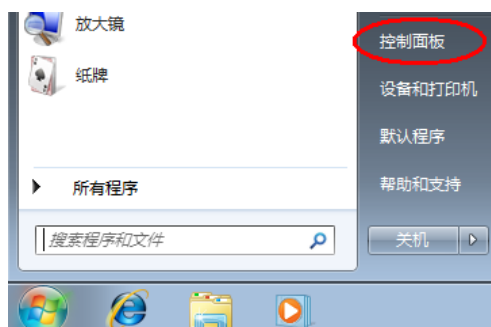 放大镜
纸牌
所有程序
搜索程序和文件
控制面板
设备和打印机
默认程序
帮助和支持
关机